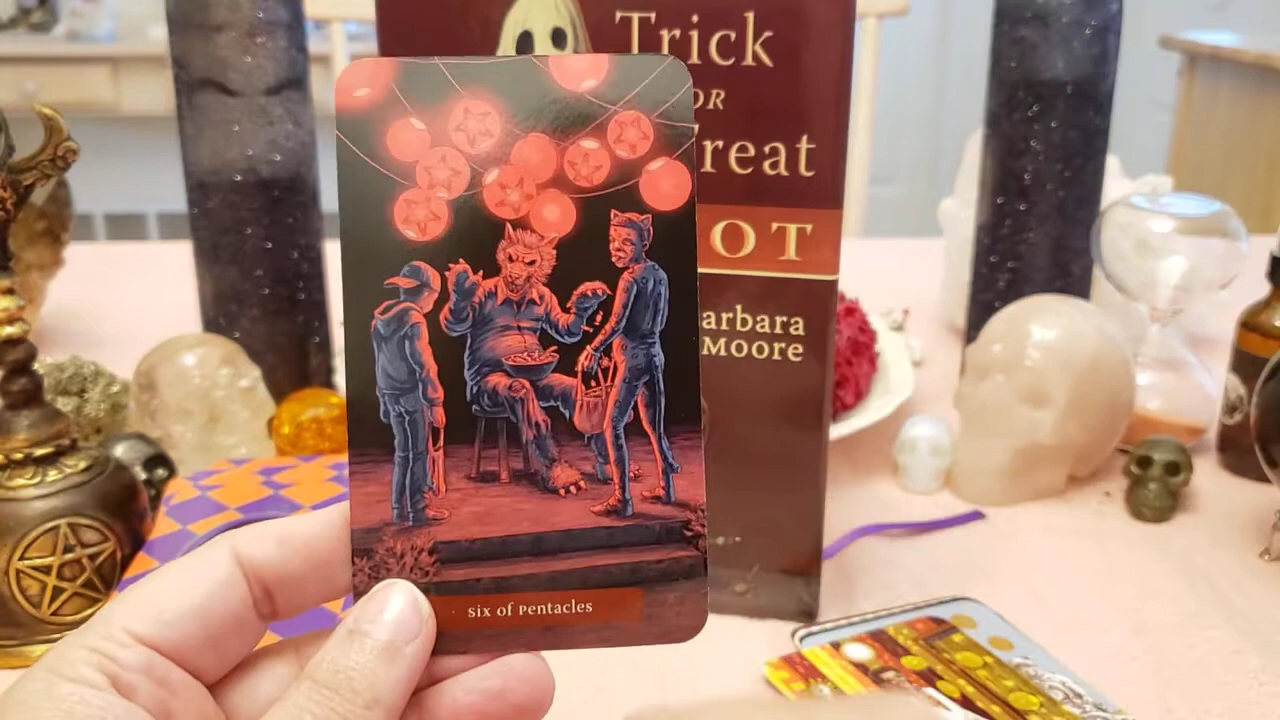 Trick
OR
reat
OT
arbara
Moore
six of Pentacles